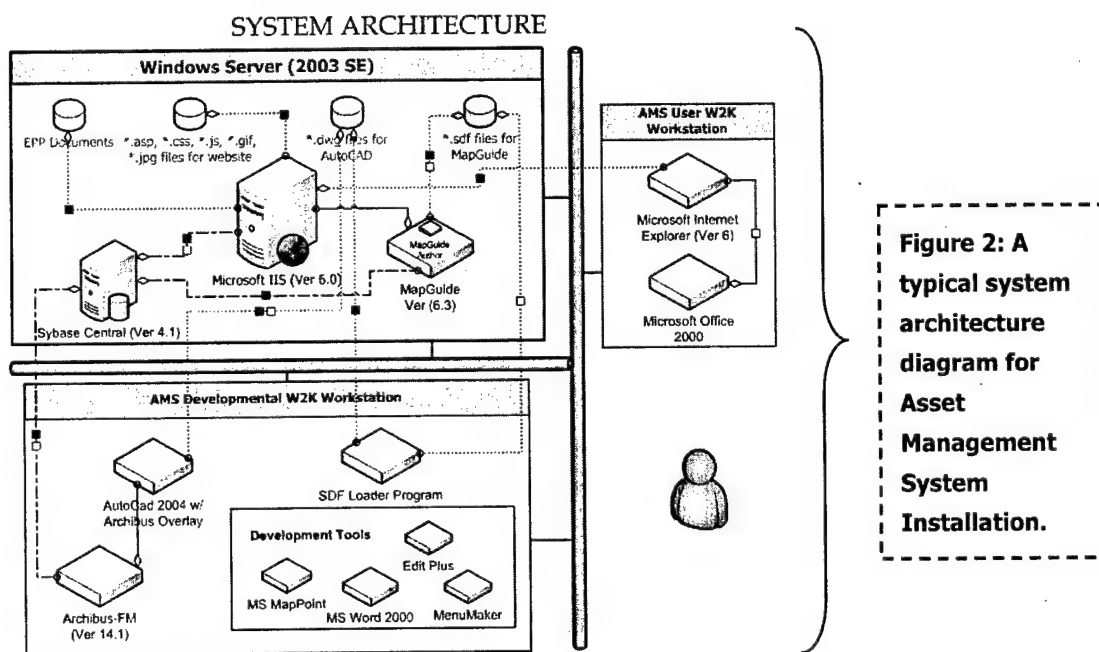 SYSTEM ARCHITECTURE
Windows Server (2003 SE)
EPP Documents
*.asp, *.css, *.js, *.gif,
*.jpg files for website
*.dwg files for
AutoCAD
*.sdf files for
MapGuide
Microsoft IIS (Ver 6.0)
MapGuide
Author
MapGuide
Ver (6.3)
Sybase Central (Ver 4.1)
AMS User W2K
Workstation
Microsoft Internet
Explorer (Ver 6)
Microsoft Office
2000
AMS Developmental W2K Workstation
AutoCad 2004 w/
Archibus Overlay
SDF Loader Program
Archibus-FM
(Ver 14.1)
Development Tools
Edit Plus
MS MapPoint
MS Word 2000
MenuMaker
Figure 2: A
typical system
architecture
diagram for
Asset
Management
System
Installation.